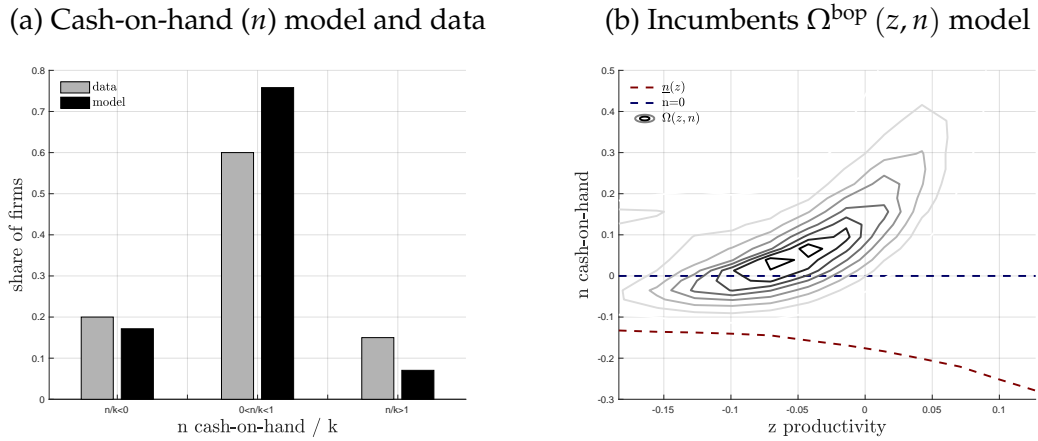 (a) Cash-on-hand (n) model and data
0.8
0.7
0.6
0.5
0.4
0.3
0.2
0.1
0
share of firms
data
model
n/k<0
0<n/k<1
n/k>1
n cash-on-hand / k
(b) Incumbents Ω^bop (z, n) model
0.5
0.4
0.3
0.2
0.1
0
-0.1
-0.2
-0.3
n cash-on-hand
n(z)
n=0
Ω(z, n)
-0.15
-0.1
-0.05
0
0.05
0.1
z productivity